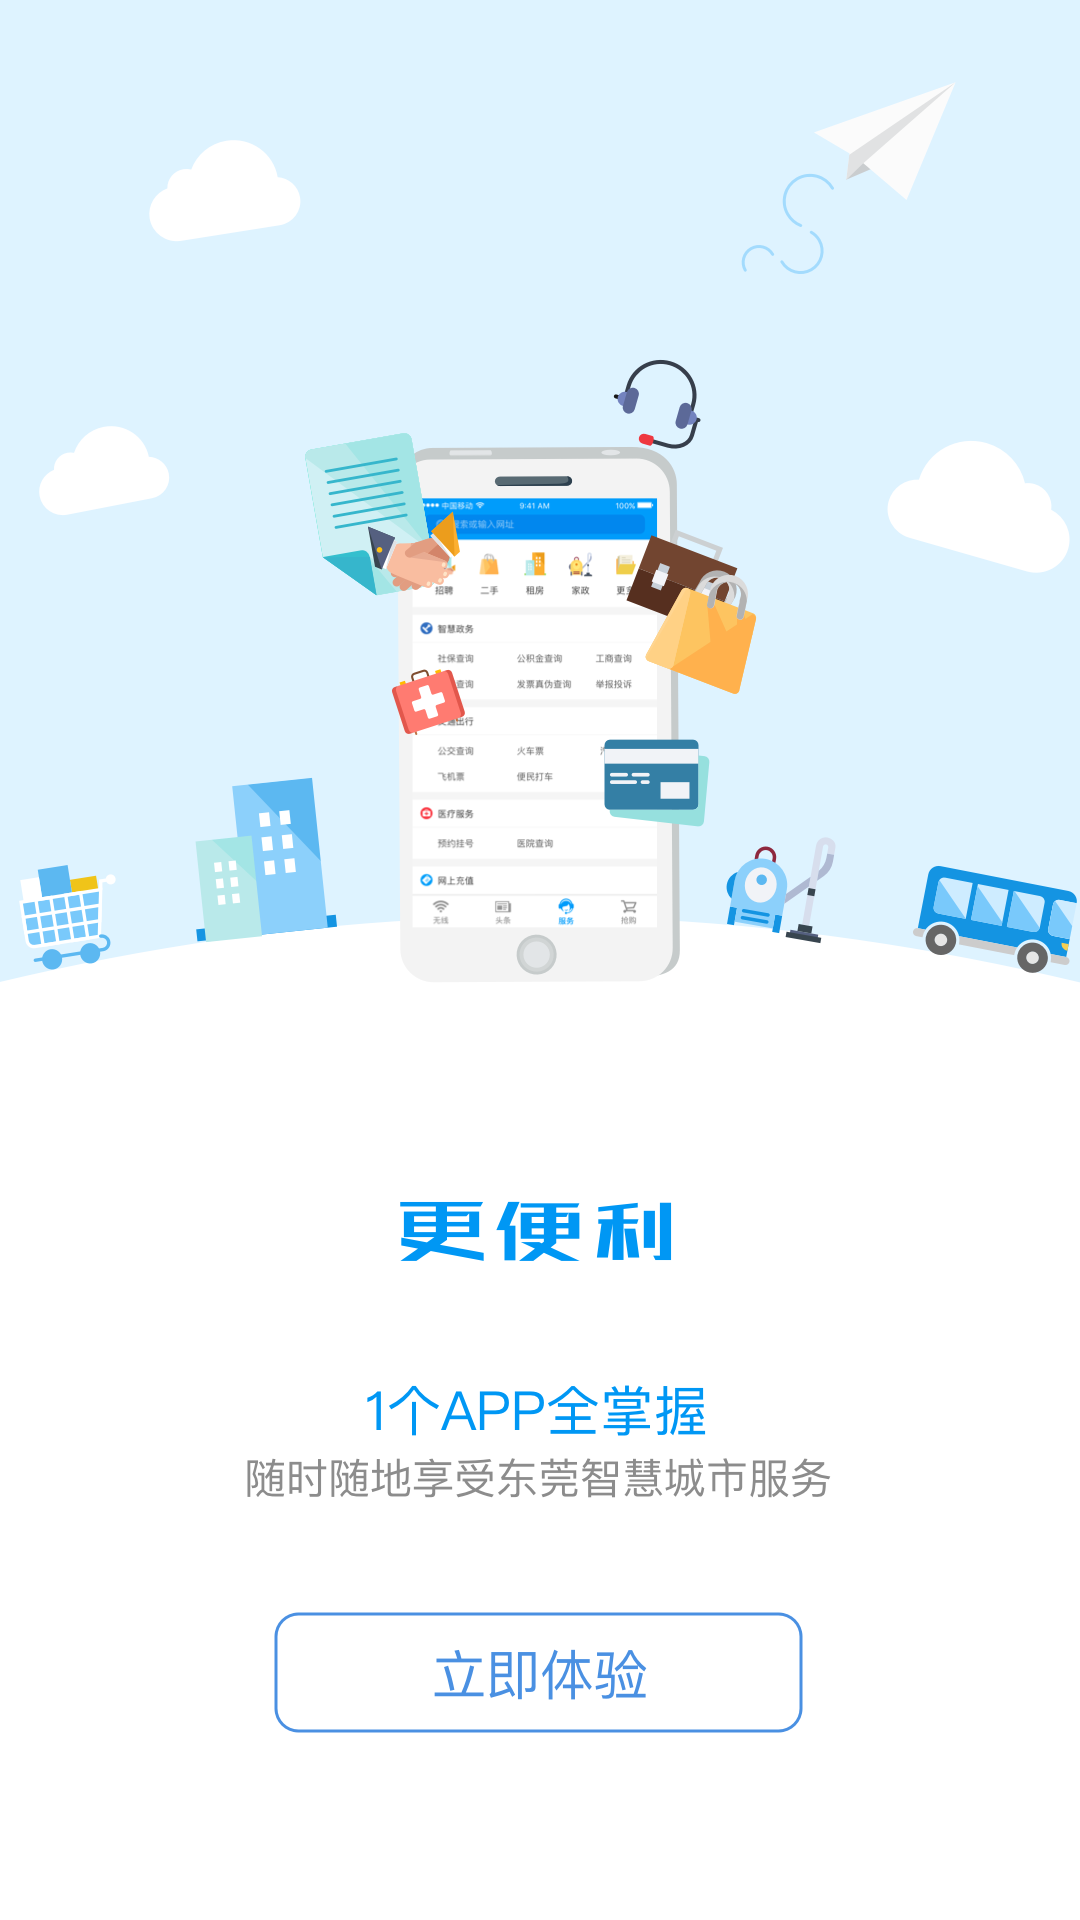 中国移动 9:41 AM 100%
搜索或输入网址
招聘 二手 租房 家政
智慧政务
社保查询 公积金查询 工商查询
查询 发票真伪查询 举报投诉
交通出行
公交查询 火车票
飞机票 便民打车
医疗服务
预约挂号 医院查询
网上充值
无线 头条 服务 抢购
更便利
1个APP全掌握
随时随地享受东莞智慧城市服务
立即体验